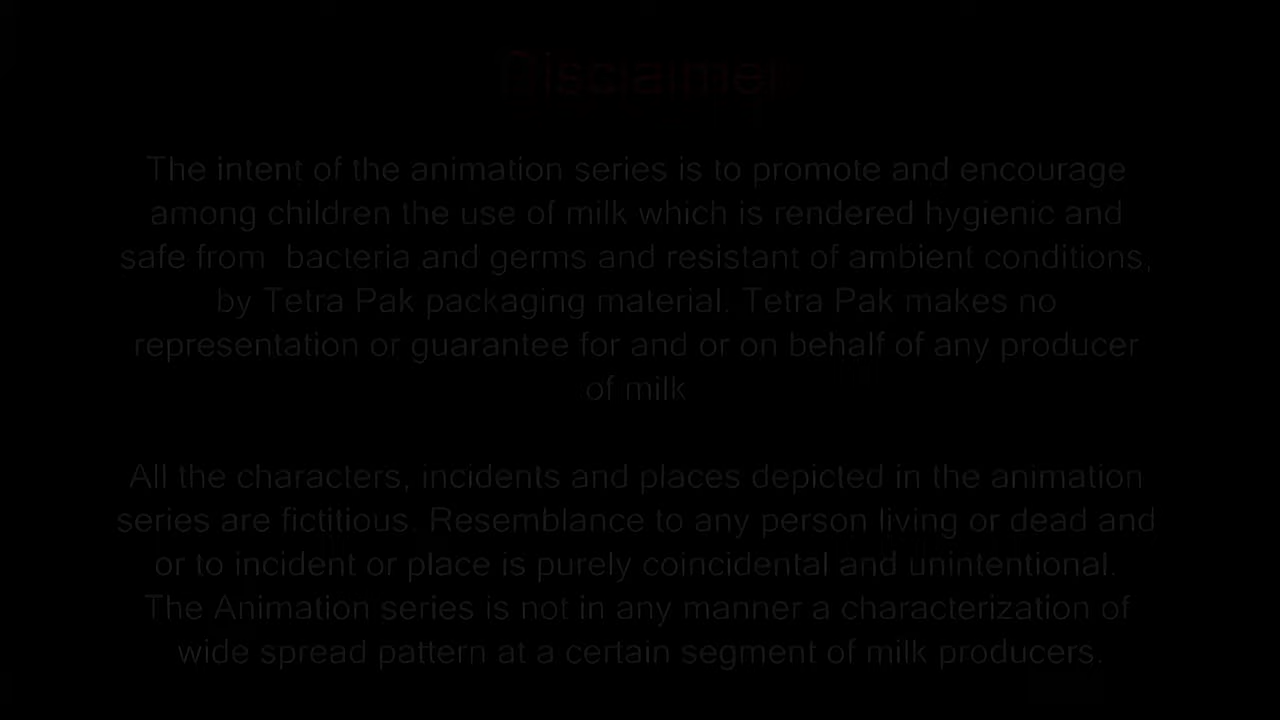 Disclaimer
The intent of the animation series is to promote and encourage
among children the use of milk which is rendered hygienic and
safe from bacteria and germs and resistant of ambient conditions,
by Tetra Pak packaging material. Tetra Pak makes no
representation or guarantee for and or on behalf of any producer
of milk
All the characters, incidents and places depicted in the animation
series are fictitious. Resemblance to any person living or dead and
or to incident or place is purely coincidental and unintentional.
The Animation series is not in any manner a characterization of
wide spread pattern at a certain segment of milk producers.